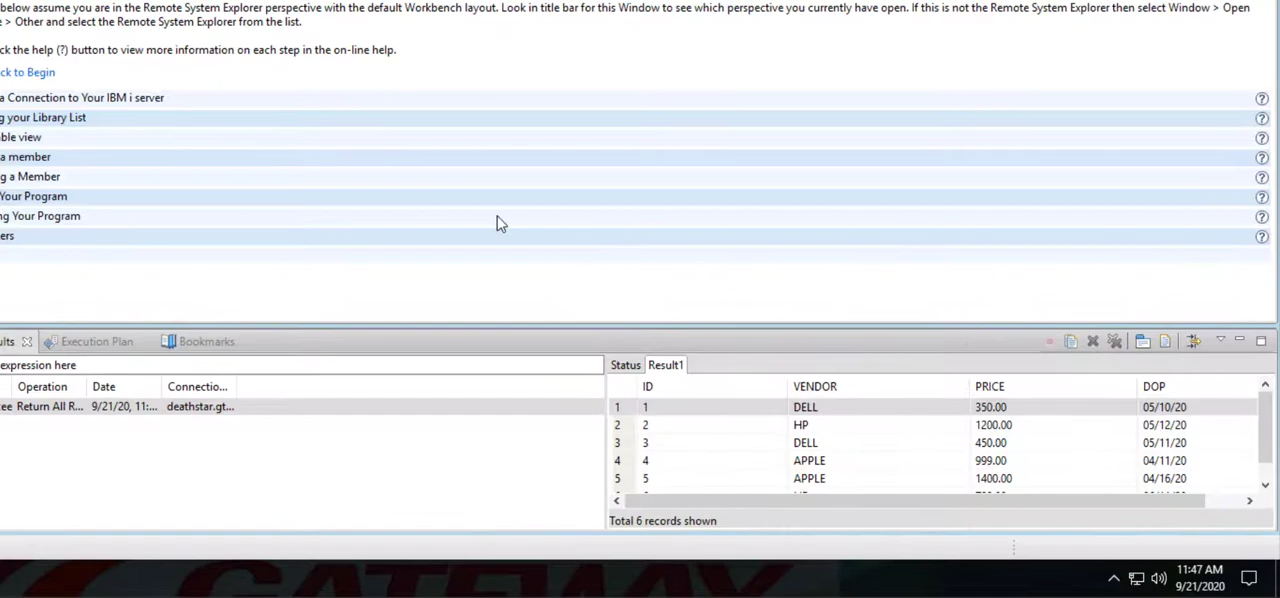 below assume you are in the Remote System Explorer perspective with the default Workbench layout. Look in title bar for this Window to see which perspective you currently have open. If this is not the Remote System Explorer then select Window > Open
> Other and select the Remote System Explorer from the list.
ck the help (?) button to view more information on each step in the on-line help.
ck to Begin
a Connection to Your IBM i server
g your Library List
ble view
a member
g a Member
Your Program
ng Your Program
ers
ults Execution Plan Bookmarks
expression here
Status Result1
Operation Date Connectio...
ee Return All R... 9/21/20, 11:... deathstar.gt...
ID VENDOR PRICE DOP
1 1 DELL 350.00 05/10/20
2 2 HP 1200.00 05/12/20
3 3 DELL 450.00 05/11/20
4 4 APPLE 999.00 04/11/20
5 5 APPLE 1400.00 04/16/20
Total 6 records shown
GATEWAY
11:47 AM
9/21/2020